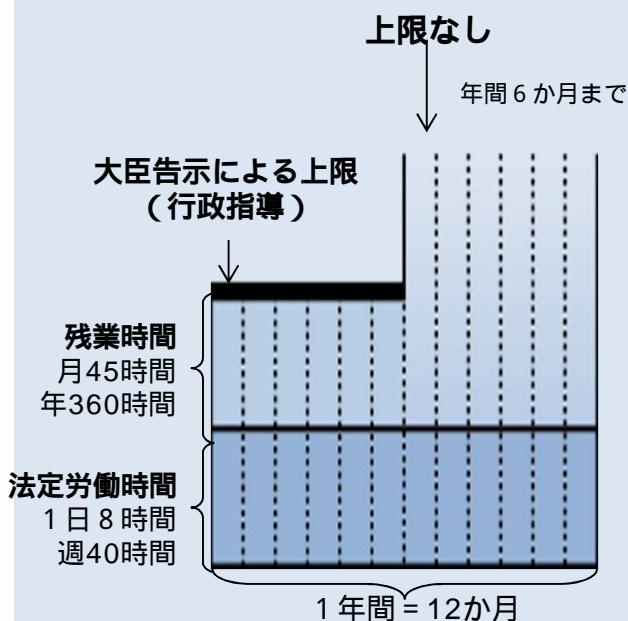 上限なし
年間６か月まで
大臣告示による上限
（行政指導）
残業時間
月45時間
年360時間
法定労働時間
１日８時間
週40時間
１年間＝12か月